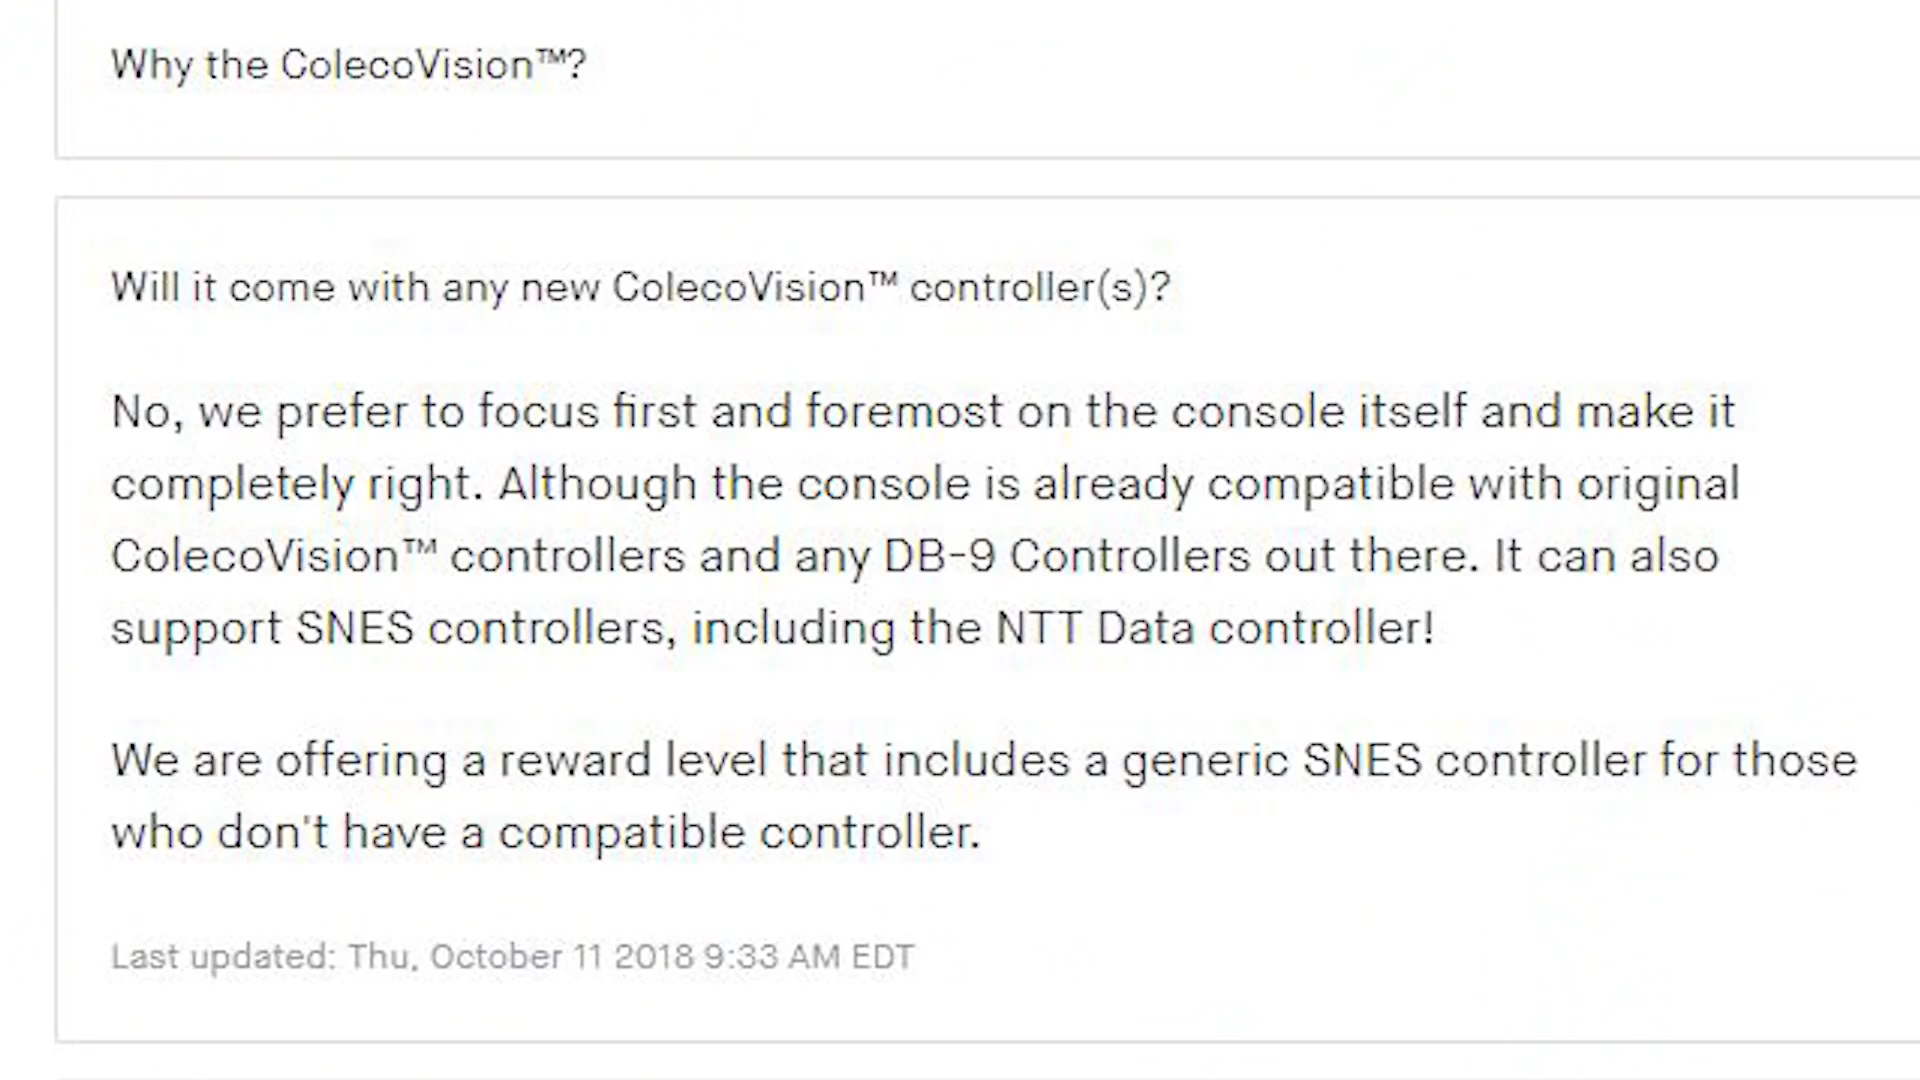 Why the ColecoVision™?
Will it come with any new ColecoVision™ controller(s)?
No, we prefer to focus first and foremost on the console itself and make it
completely right. Although the console is already compatible with original
ColecoVision™ controllers and any DB-9 Controllers out there. It can also
support SNES controllers, including the NTT Data controller!
We are offering a reward level that includes a generic SNES controller for those
who don't have a compatible controller.
Last updated: Thu, October 11 2018 9:33 AM EDT